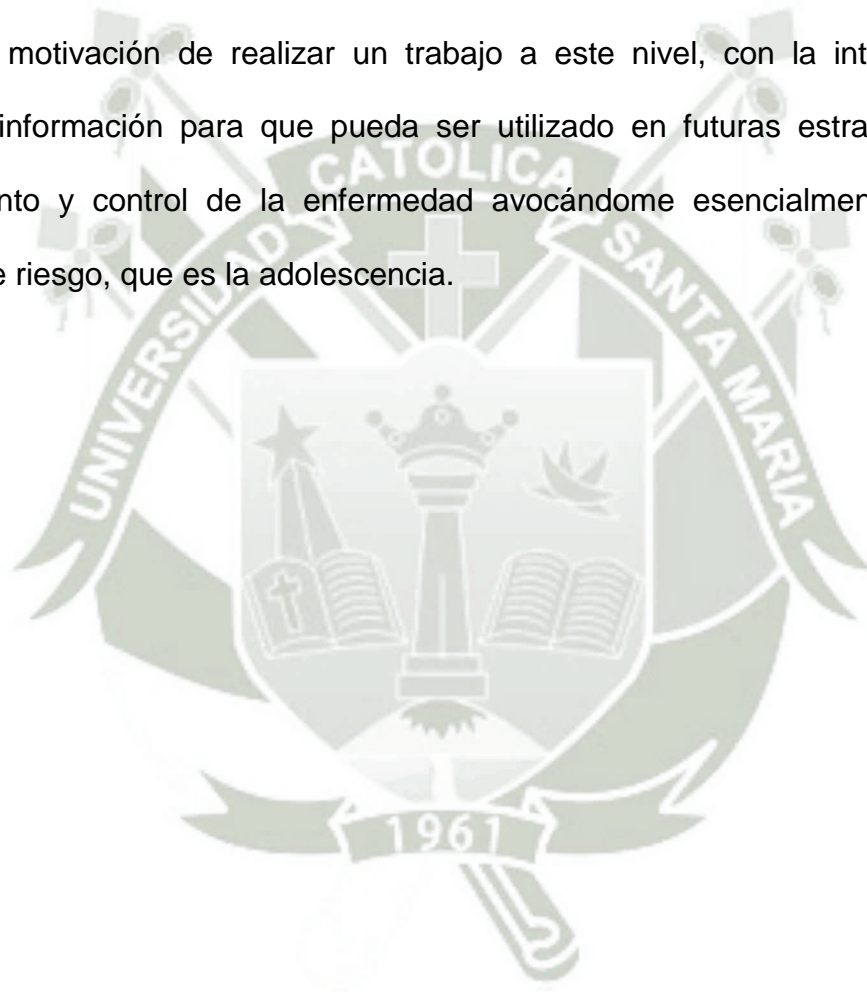 motivación de realizar un trabajo a este nivel, con la int
información para que pueda ser utilizado en futuras estra
nto y control de la enfermedad avocándome esencialmen
e riesgo, que es la adolescencia.
UNIVERSIDAD CATOLICA SANTA MARIA
1961